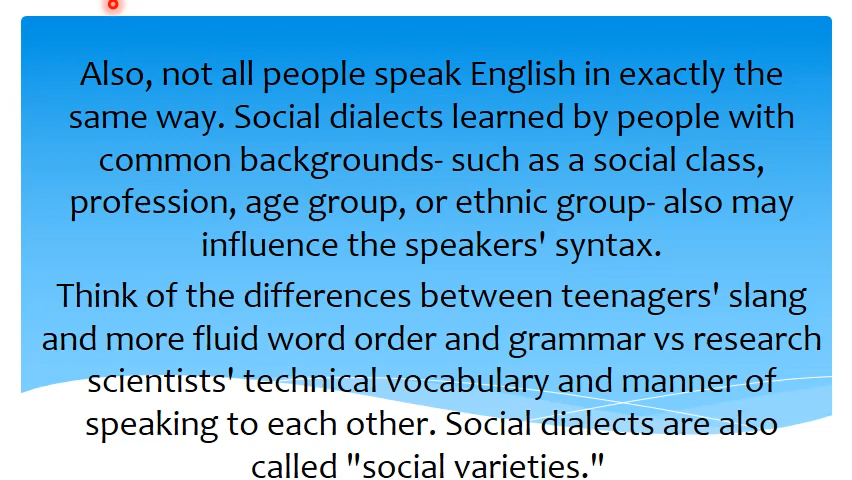 Also, not all people speak English in exactly the
same way. Social dialects learned by people with
common backgrounds- such as a social class,
profession, age group, or ethnic group- also may
influence the speakers' syntax.
Think of the differences between teenagers' slang
and more fluid word order and grammar vs research
scientists' technical vocabulary and manner of
speaking to each other. Social dialects are also
called "social varieties."